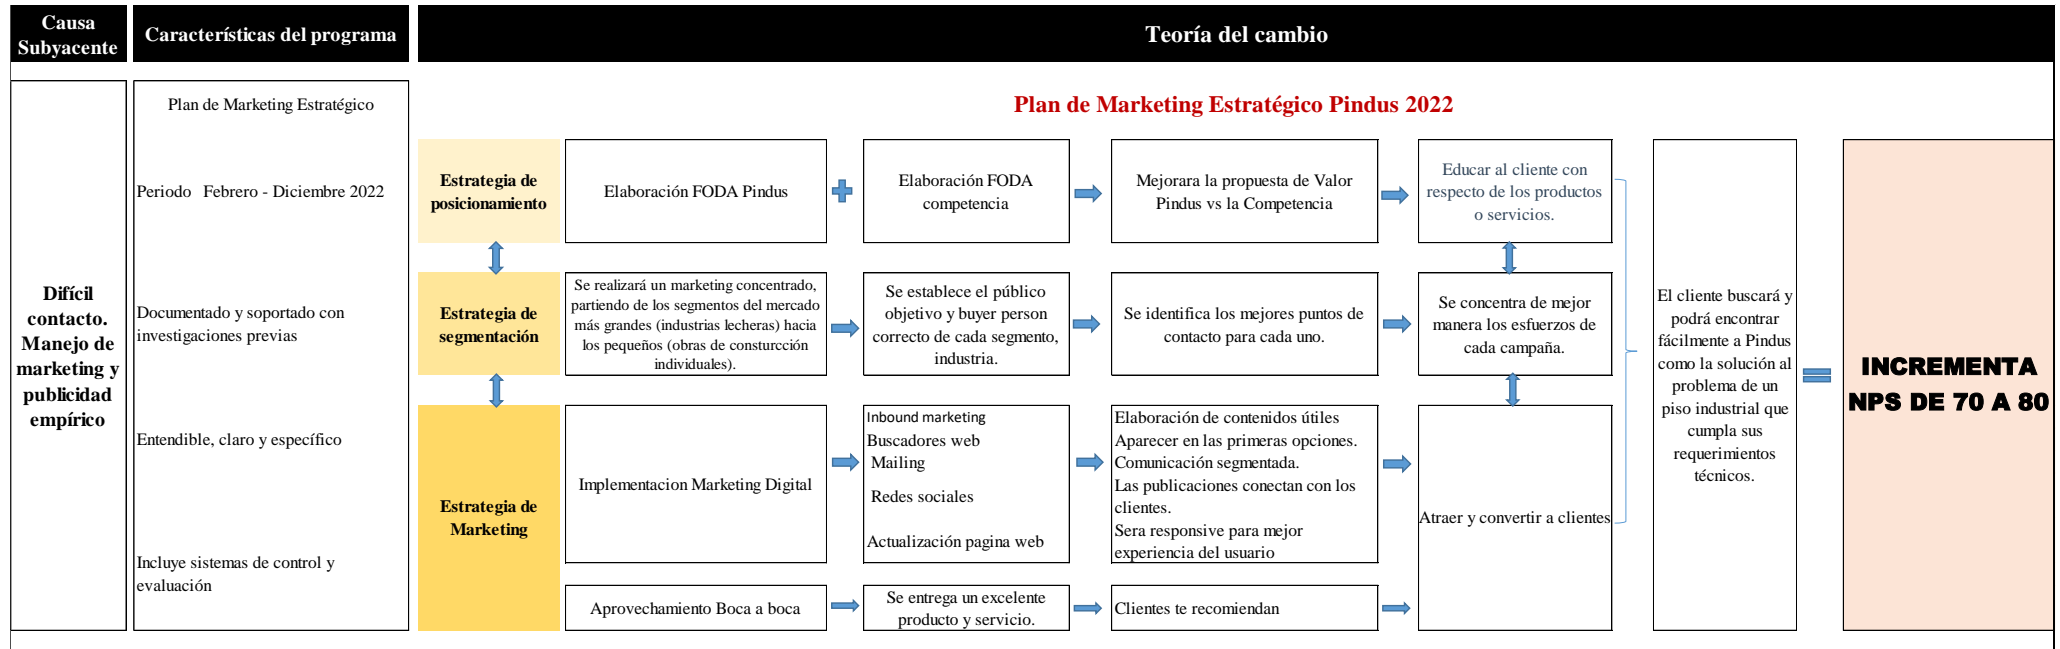 Causa
Subyacente
Características del programa
Teoría del cambio
Difícil
contacto.
Manejo de
marketing y
publicidad
empírico
Plan de Marketing Estratégico
Periodo Febrero - Diciembre 2022
Documentado y soportado con
investigaciones previas
Entendible, claro y específico
Incluye sistemas de control y
evaluación
Plan de Marketing Estratégico Pindus 2022
Estrategia de
posicionamiento
Elaboración FODA Pindus
Elaboración FODA
competencia
Mejorara la propuesta de Valor
Pindus vs la Competencia
Educar al cliente con
respecto de los productos
o servicios.
Estrategia de
segmentación
Se realizará un marketing concentrado,
partiendo de los segmentos del mercado
más grandes (industrias lecheras) hacia
los pequeños (obras de consturcción
individuales).
Se establece el público
objetivo y buyer person
correcto de cada segmento,
industria.
Se identifica los mejores puntos de
contacto para cada uno.
Se concentra de mejor
manera los esfuerzos de
cada campaña.
Estrategia de
Marketing
Implementacion Marketing Digital
Inbound marketing
Buscadores web
Mailing
Redes sociales
Actualización pagina web
Elaboración de contenidos útiles
Aparecer en las primeras opciones.
Comunicación segmentada.
Las publicaciones conectan con los
clientes.
Sera responsive para mejor
experiencia del usuario
Atraer y convertir a clientes
Aprovechamiento Boca a boca
Se entrega un excelente
producto y servicio.
Clientes te recomiendan
El cliente buscará y
podrá encontrar
fácilmente a Pindus
como la solución al
problema de un
piso industrial que
cumpla sus
requerimientos
técnicos.
INCREMENTA
NPS DE 70 A 80